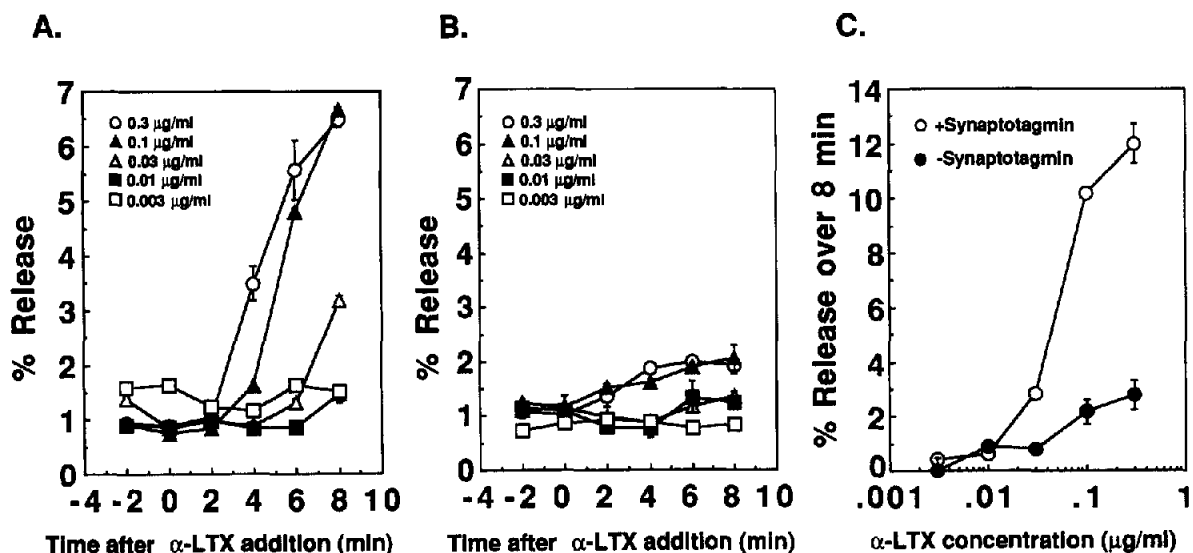 A.
% Release
7
6
5
4
3
2
1
0
0.3 µg/ml
0.1 µg/ml
0.03 µg/ml
0.01 µg/ml
0.003 µg/ml
-4 -2 0 2 4 6 8 10
Time after α-LTX addition (min)
B.
% Release
7
6
5
4
3
2
1
0
0.3 µg/ml
0.1 µg/ml
0.03 µg/ml
0.01 µg/ml
0.003 µg/ml
-4 -2 0 2 4 6 8 10
Time after α-LTX addition (min)
C.
% Release over 8 min
14
12
10
8
6
4
2
0
+Synaptotagmin
-Synaptotagmin
.001 .01 .1 1
α-LTX concentration (µg/ml)